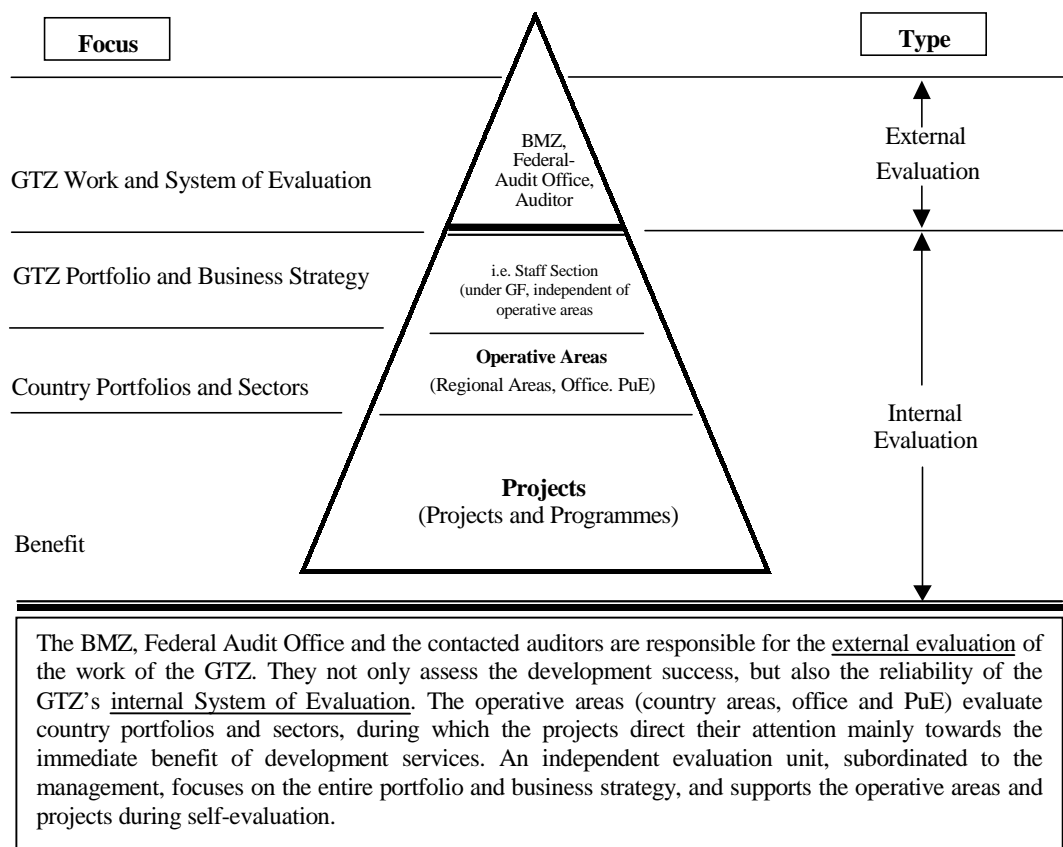 Focus
Type
BMZ,
Federal-
Audit Office,
Auditor
External
Evaluation
GTZ Work and System of Evaluation
GTZ Portfolio and Business Strategy
i.e. Staff Section
(under GF, independent of
operative areas
Operative Areas
(Regional Areas, Office. PuE)
Country Portfolios and Sectors
Internal
Evaluation
Projects
(Projects and Programmes)
Benefit
The BMZ, Federal Audit Office and the contacted auditors are responsible for the external evaluation of
the work of the GTZ. They not only assess the development success, but also the reliability of the
GTZ's internal System of Evaluation. The operative areas (country areas, office and PuE) evaluate
country portfolios and sectors, during which the projects direct their attention mainly towards the
immediate benefit of development services. An independent evaluation unit, subordinated to the
management, focuses on the entire portfolio and business strategy, and supports the operative areas and
projects during self-evaluation.